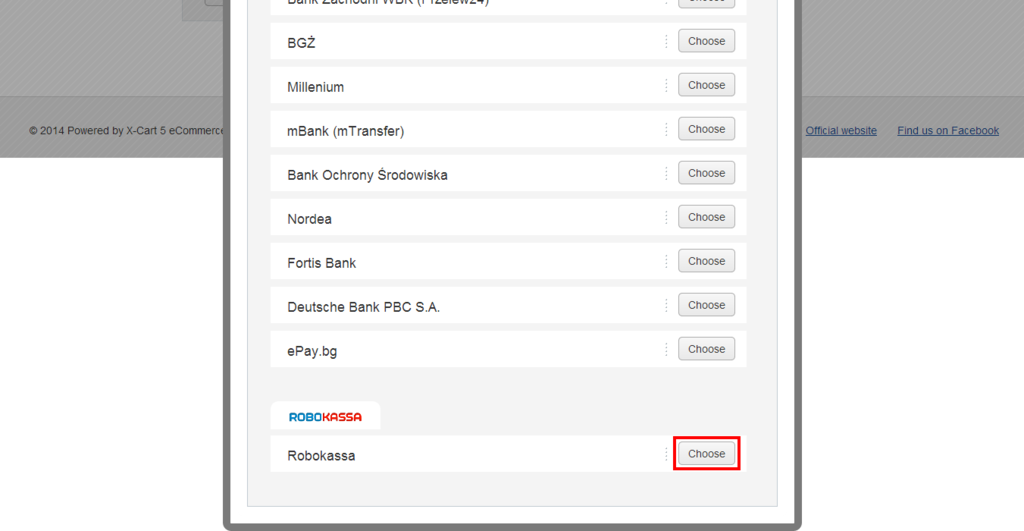 Bank Zachodni WBK (Przelew24) Choose
BGŻ Choose
Millenium Choose
© 2014 Powered by X-Cart 5 eCommerce
mBank (mTransfer) Choose
Official website Find us on Facebook
Bank Ochrony Środowiska Choose
Nordea Choose
Fortis Bank Choose
Deutsche Bank PBC S.A. Choose
ePay.bg Choose
ROBOKASSA
Robokassa Choose